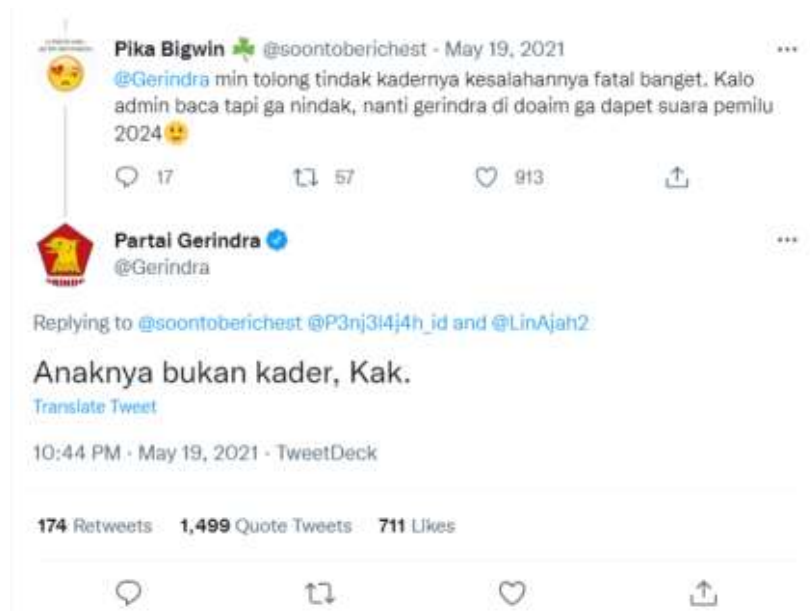 Pika Bigwin ☘️ @soontoberichest · May 19, 2021
@Gerindra min tolong tindak kadernya kesalahannya fatal banget. Kalo
admin baca tapi ga nindak, nanti gerindra di doaim ga dapet suara pemilu
2024🙂
17 57 913
Partai Gerindra
@Gerindra
Replying to @soontoberichest @P3nj3l4j4h_id and @LinAjah2
Anaknya bukan kader, Kak.
Translate Tweet
10:44 PM · May 19, 2021 · TweetDeck
174 Retweets 1,499 Quote Tweets 711 Likes